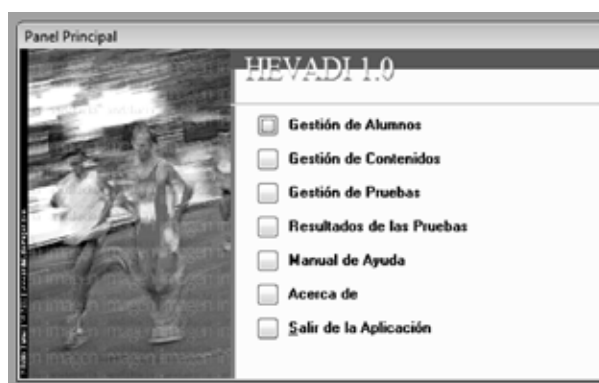 Panel Principal
HEVADI 1.0
Gestión de Alumnos
Gestión de Contenidos
Gestión de Pruebas
Resultados de las Pruebas
Manual de Ayuda
Acerca de
Salir de la Aplicación